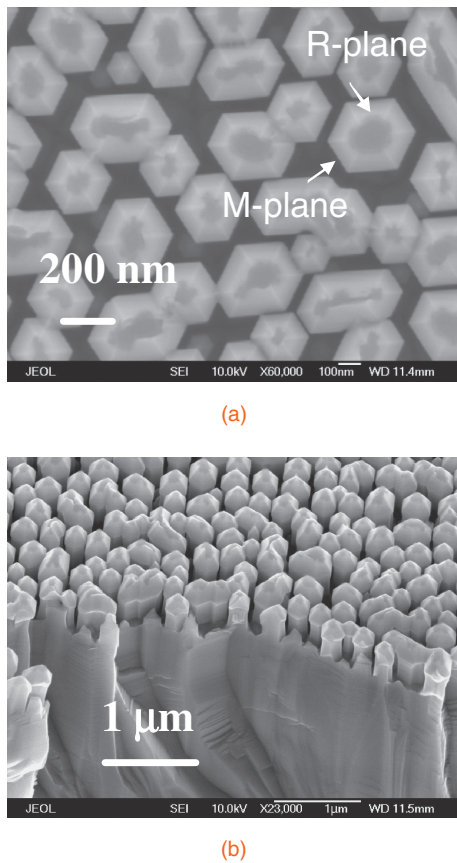 R-plane
M-plane
200 nm
JEOL SEI 10.0kV X60,000 100nm WD 11.4mm
(a)
1 μm
JEOL SEI 10.0kV X23,000 1μm WD 11.5mm
(b)